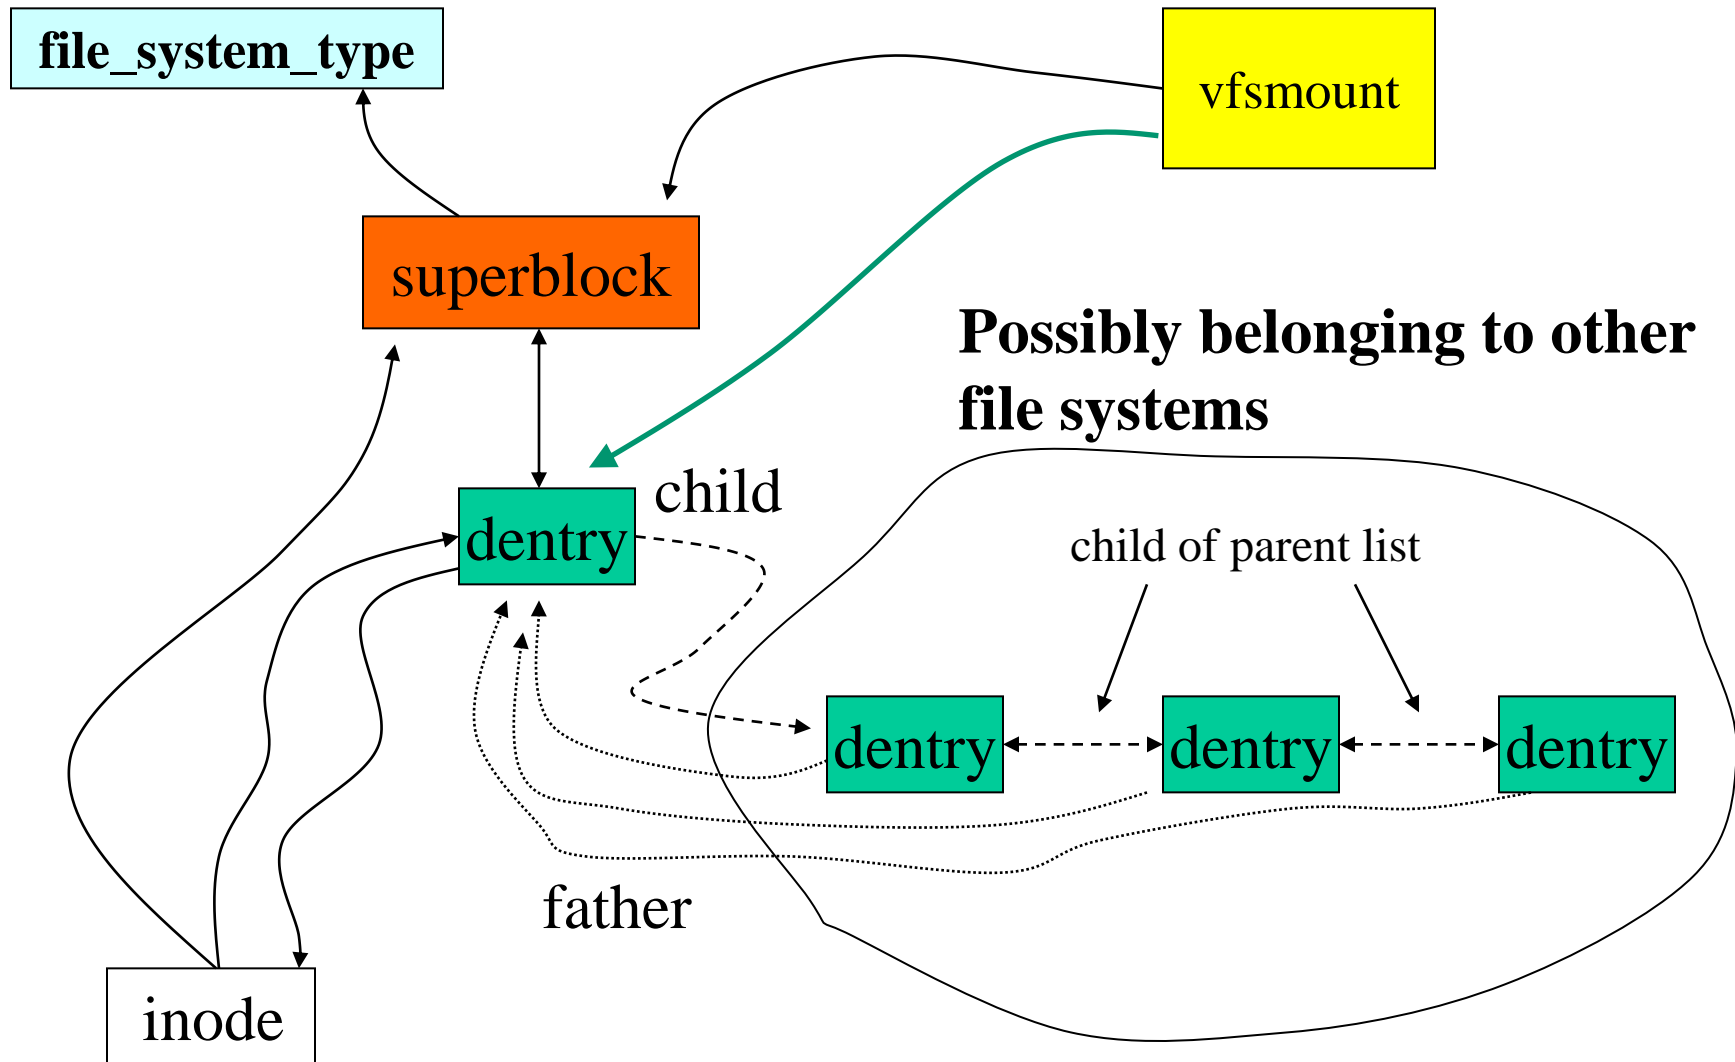 file_system_type
vfsmount
superblock
Possibly belonging to other
file systems
child
dentry
child of parent list
dentry
dentry
dentry
father
inode